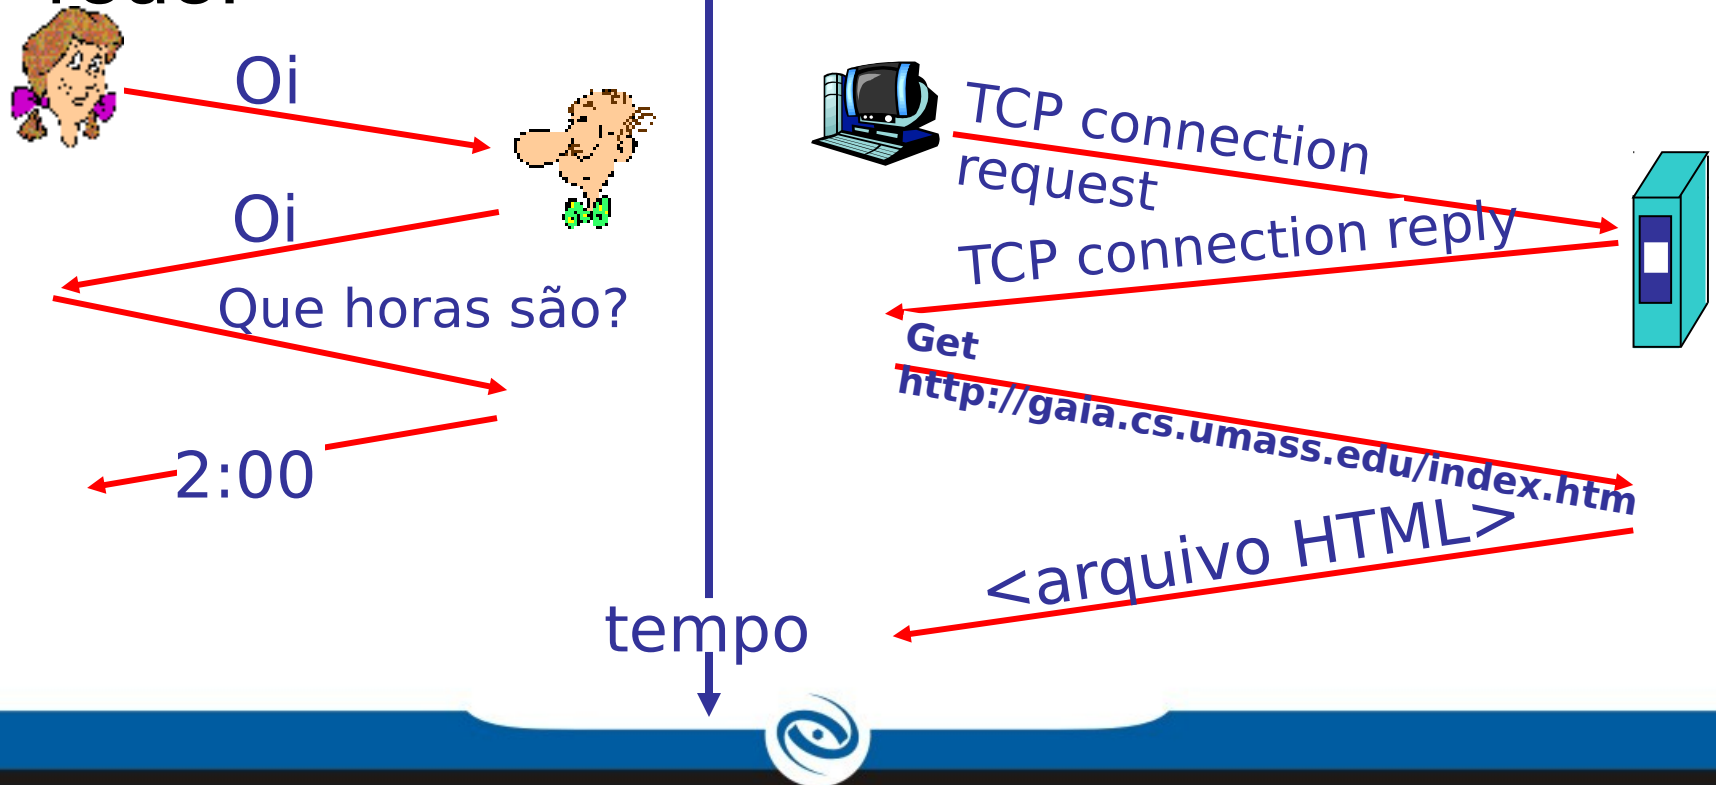 Oi
Oi
Que horas são?
2:00
TCP connection
request
TCP connection reply
Get
http://gaia.cs.umass.edu/index.htm
<arquivo HTML>
tempo